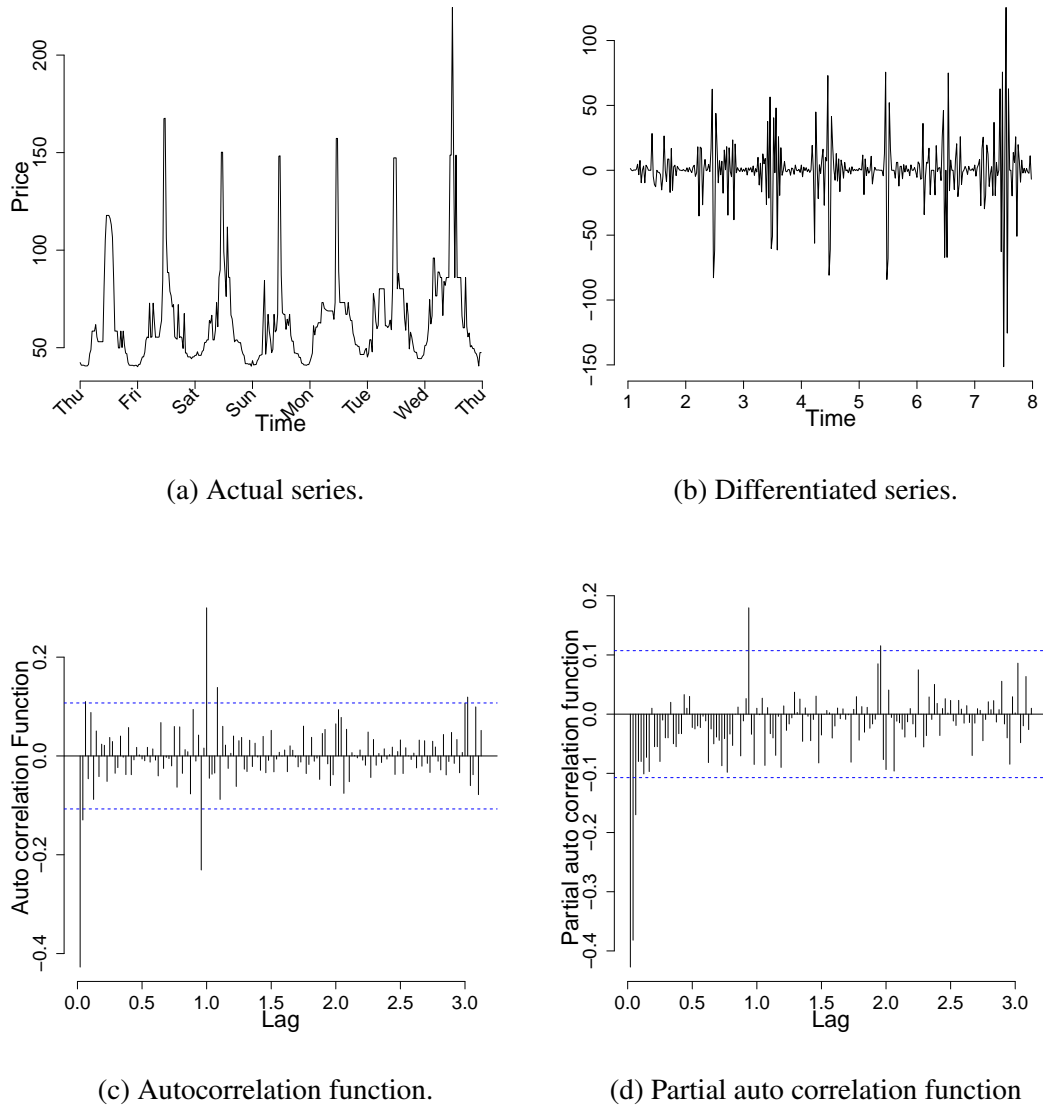 Price
200
150
100
50
Thu Fri Sat Sun Mon Tue Wed Thu
Time
(a) Actual series.
100
50
0
−50
−100
−150
1 2 3 4 5 6 7 8
Time
(b) Differentiated series.
Auto correlation Function
0.2
0.0
−0.2
−0.4
0.0 0.5 1.0 1.5 2.0 2.5 3.0
Lag
(c) Autocorrelation function.
Partial auto correlation function
0.2
0.1
0.0
−0.1
−0.2
−0.3
−0.4
0.0 0.5 1.0 1.5 2.0 2.5 3.0
Lag
(d) Partial auto correlation function